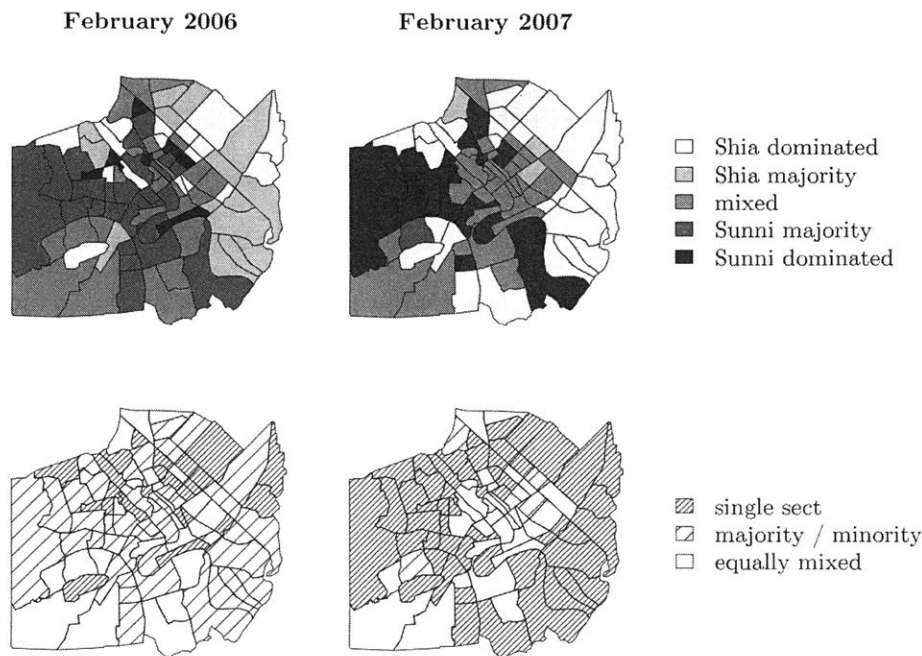 February 2006
February 2007
Shia dominated
Shia majority
mixed
Sunni majority
Sunni dominated
single sect
majority / minority
equally mixed